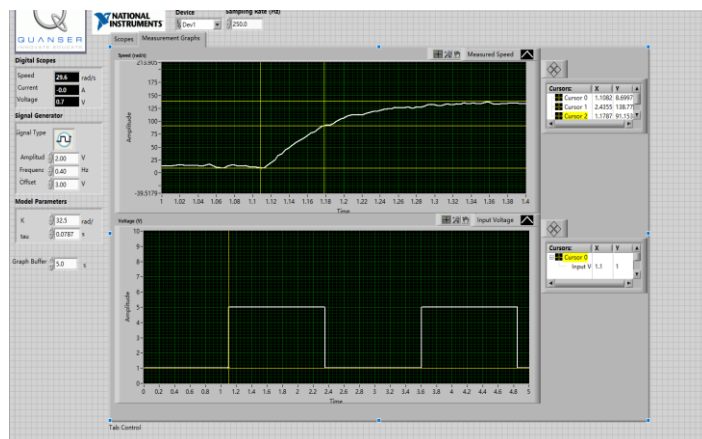 NATIONAL
INSTRUMENTS
Device
Sampling Rate (Hz)
Dev1
250.0
QUANSER
INNOVATE EDUCATE
Scopes
Measurement Graphs
Digital Scopes
Speed 29.6 rad/s
Current -0.0 A
Voltage 0.7 V
Signal Generator
Signal Type
Amplitud 2.00 V
Frequenc 0.40 Hz
Offset 3.00 V
Model Parameters
K 32.5 rad/
tau 0.0787 s
Graph Buffer 5.0 s
Speed (rad/s)
Measured Speed
213.905
175
150
125
100
75
50
25
0
-39.5179
Amplitude
1 1.02 1.04 1.06 1.08 1.1 1.12 1.14 1.16 1.18 1.2 1.22 1.24 1.26 1.28 1.3 1.32 1.34 1.36 1.38 1.4
Time
Cursors: X Y
Cursor 0 1.1082 8.6997
Cursor 1 2.4355 138.77
Cursor 2 1.1787 91.153
Voltage (V)
Input Voltage
10
9
8
7
6
5
4
3
2
1
0
Amplitude
0 0.2 0.4 0.6 0.8 1 1.2 1.4 1.6 1.8 2 2.2 2.4 2.6 2.8 3 3.2 3.4 3.6 3.8 4 4.2 4.4 4.6 4.8 5
Time
Cursors: X Y
Cursor 0
Input V 1.1 1
Tab Control